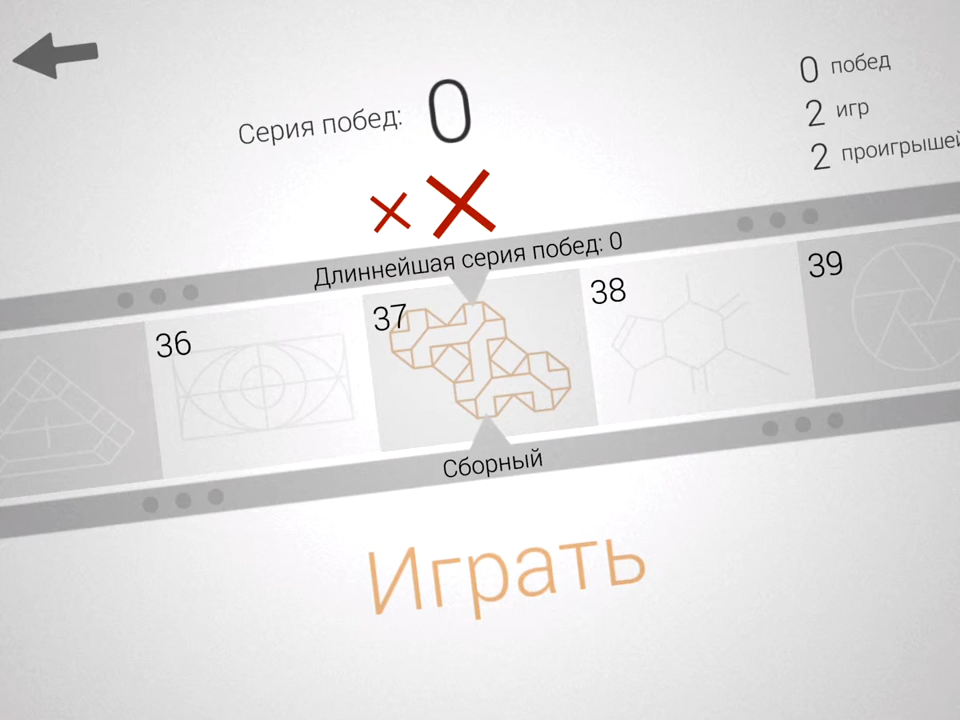 Серия побед: 0
0 побед
2 игр
2 проигрышей
Длиннейшая серия побед: 0
36
37
38
39
Сборный
Играть